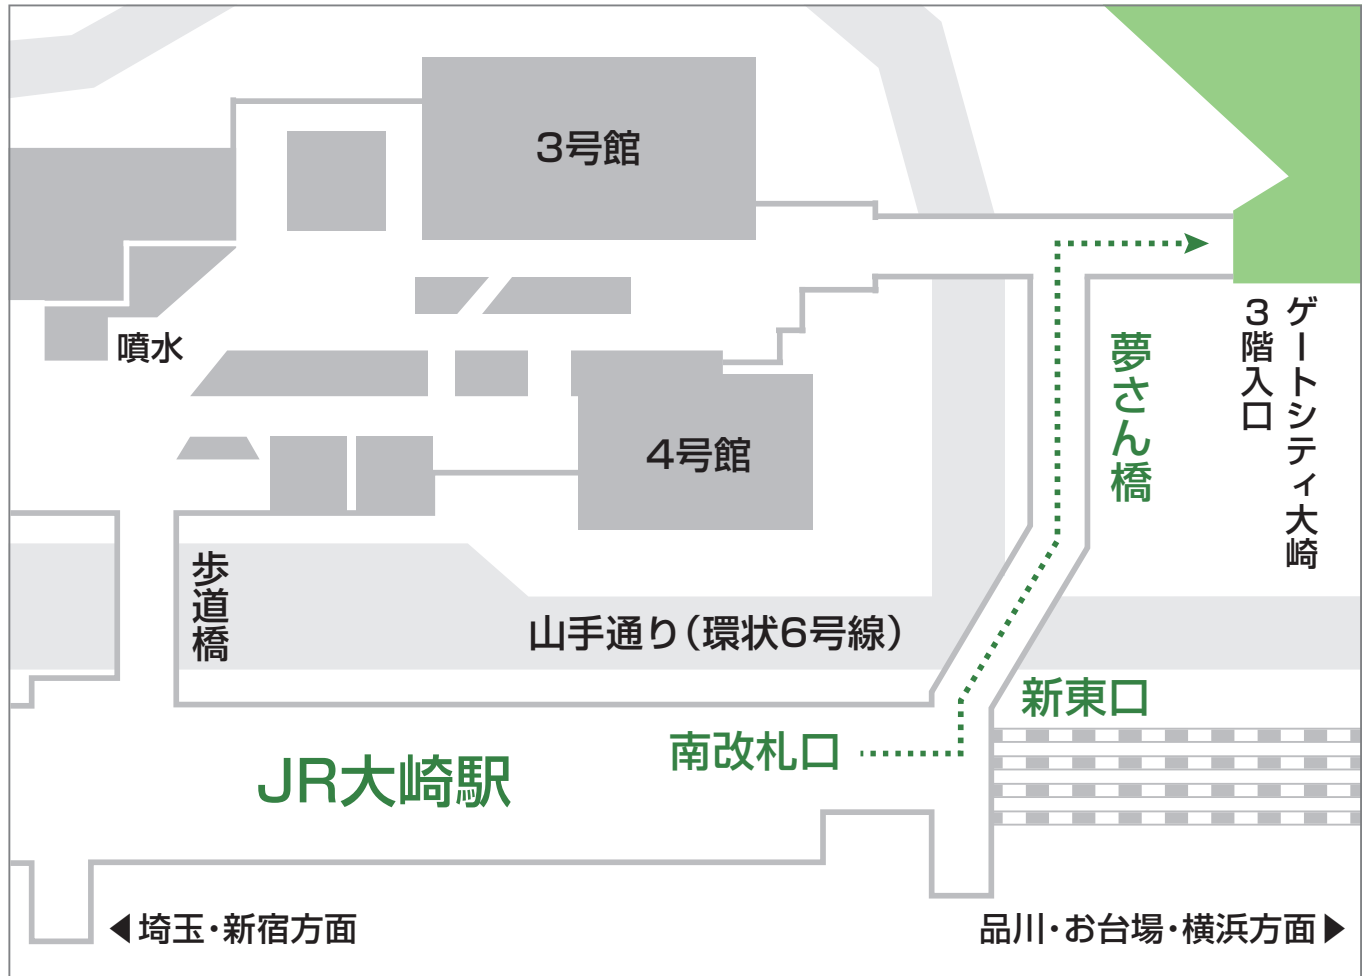 3号館
噴水
4号館
夢さん橋
ゲートシティ大崎
3階入口
歩道橋
山手通り（環状6号線）
新東口
南改札口
JR大崎駅
◀埼玉・新宿方面
品川・お台場・横浜方面▶